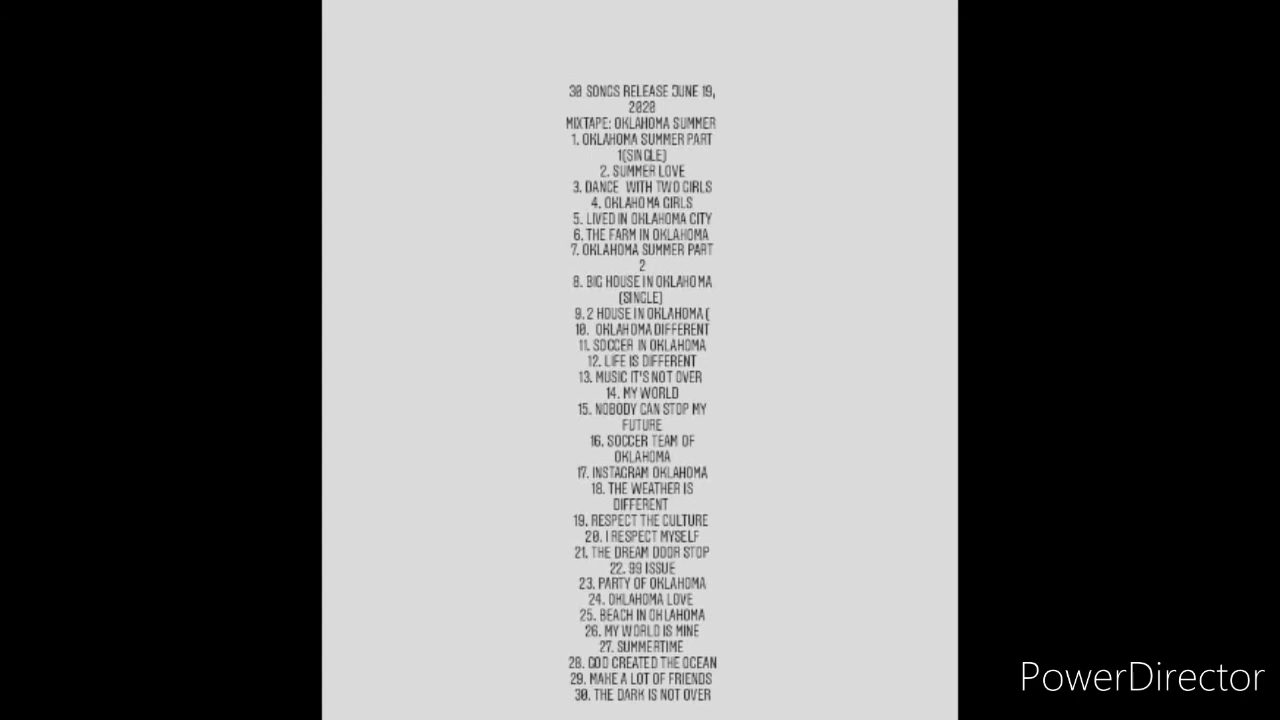 30 SONGS RELEASE JUNE 19,
2020
MIXTAPE: OKLAHOMA SUMMER
1. OKLAHOMA SUMMER PART
1(SINGLE)
2. SUMMER LOVE
3. DANCE WITH TWO GIRLS
4. OKLAHOMA GIRLS
5. LIVED IN OKLAHOMA CITY
6. THE FARM IN OKLAHOMA
7. OKLAHOMA SUMMER PART
2
8. BIG HOUSE IN OKLAHOMA
(SINGLE)
9. 2 HOUSE IN OKLAHOMA (
10. OKLAHOMA DIFFERENT
11. SOCCER IN OKLAHOMA
12. LIFE IS DIFFERENT
13. MUSIC IT'S NOT OVER
14. MY WORLD
15. NOBODY CAN STOP MY
FUTURE
16. SOCCER TEAM OF
OKLAHOMA
17. INSTAGRAM OKLAHOMA
18. THE WEATHER IS
DIFFERENT
19. RESPECT THE CULTURE
20. I RESPECT MYSELF
21. THE DREAM DOOR STOP
22. 99 ISSUE
23. PARTY OF OKLAHOMA
24. OKLAHOMA LOVE
25. BEACH IN OKLAHOMA
26. MY WORLD IS MINE
27. SUMMERTIME
28. GOD CREATED THE OCEAN
29. MAKE A LOT OF FRIENDS
30. THE DARK IS NOT OVER
PowerDirector